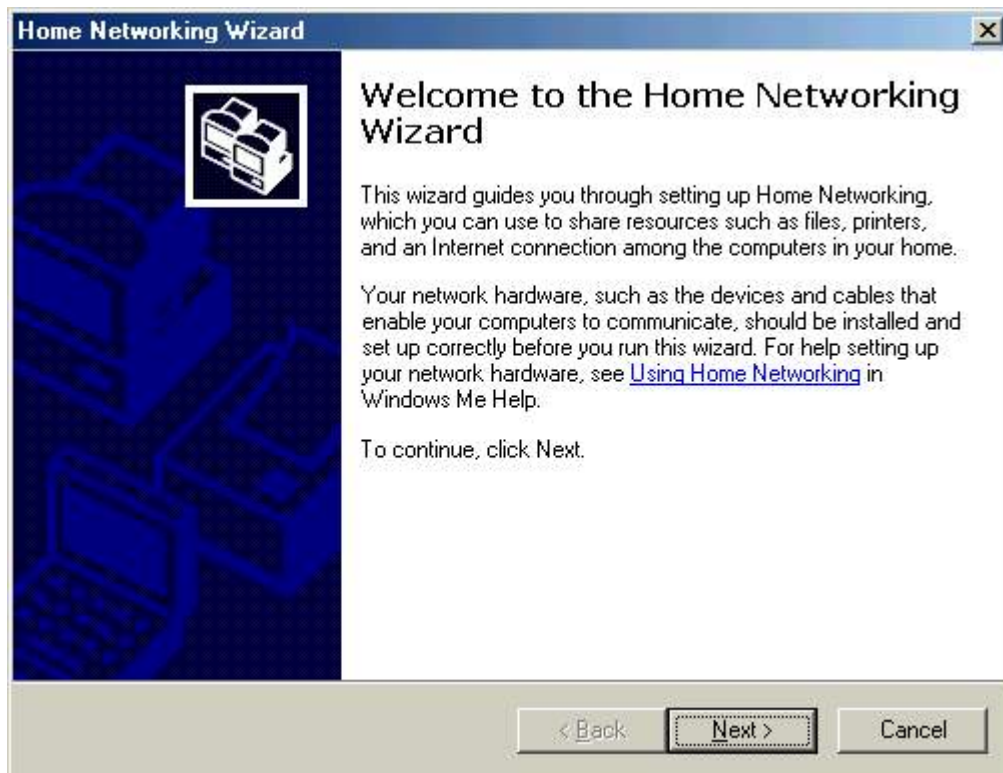 Home Networking Wizard
Welcome to the Home Networking
Wizard
This wizard guides you through setting up Home Networking,
which you can use to share resources such as files, printers,
and an Internet connection among the computers in your home.
Your network hardware, such as the devices and cables that
enable your computers to communicate, should be installed and
set up correctly before you run this wizard. For help setting up
your network hardware, see Using Home Networking in
Windows Me Help.
To continue, click Next.
< Back Next > Cancel